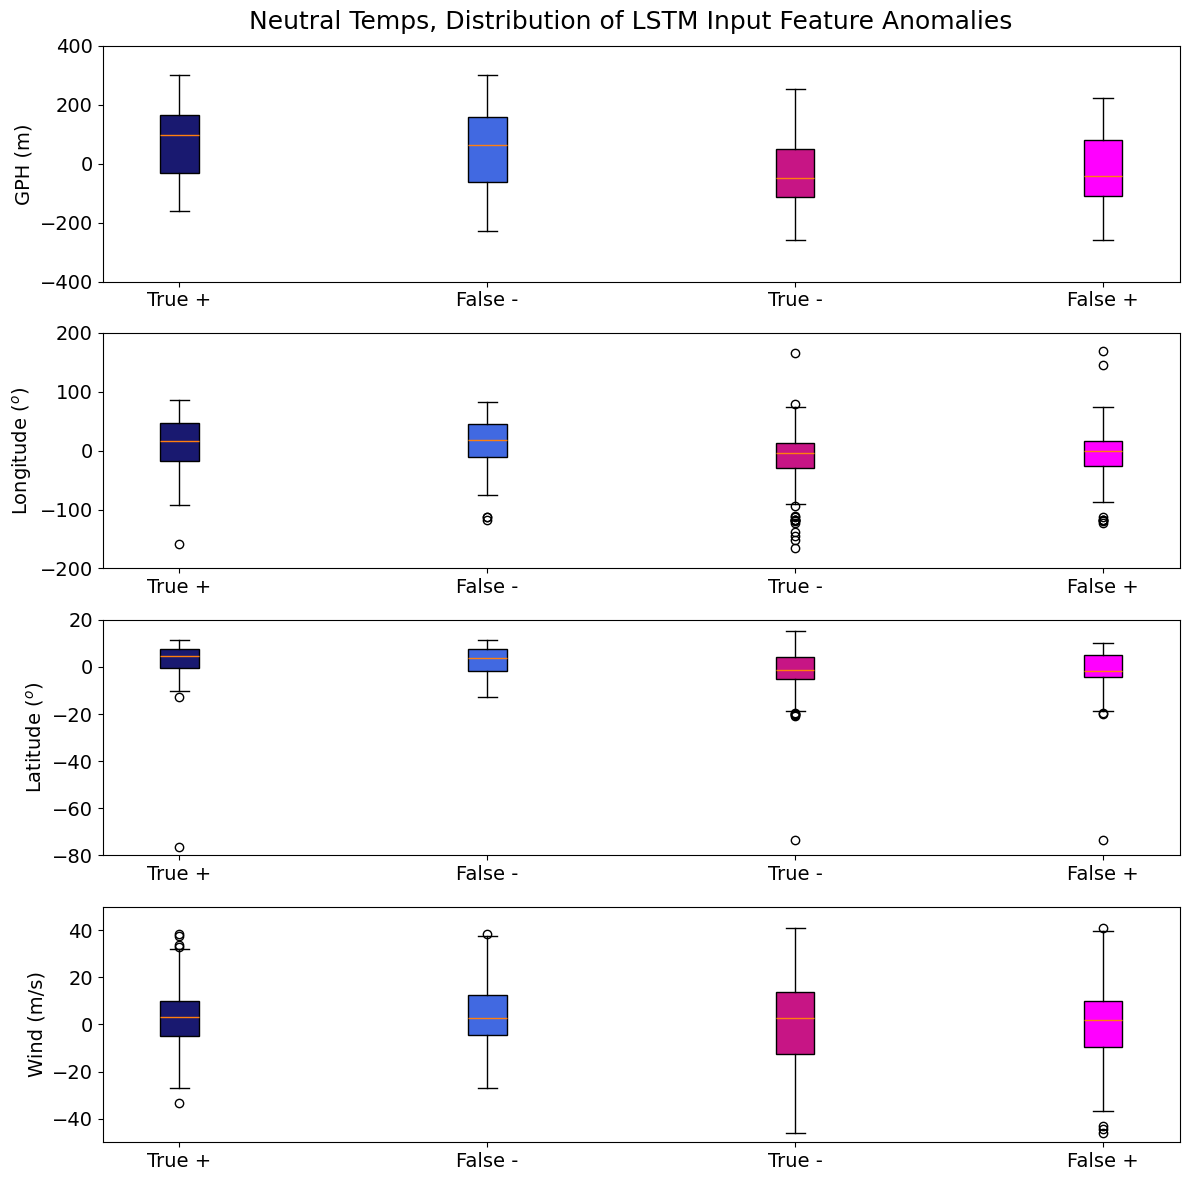 Neutral Temps, Distribution of LSTM Input Feature Anomalies
GPH (m)
400
200
0
−200
−400
True +
False -
True -
False +
Longitude (º)
200
100
0
−100
−200
True +
False -
True -
False +
Latitude (º)
20
0
−20
−40
−60
−80
True +
False -
True -
False +
Wind (m/s)
40
20
0
−20
−40
True +
False -
True -
False +